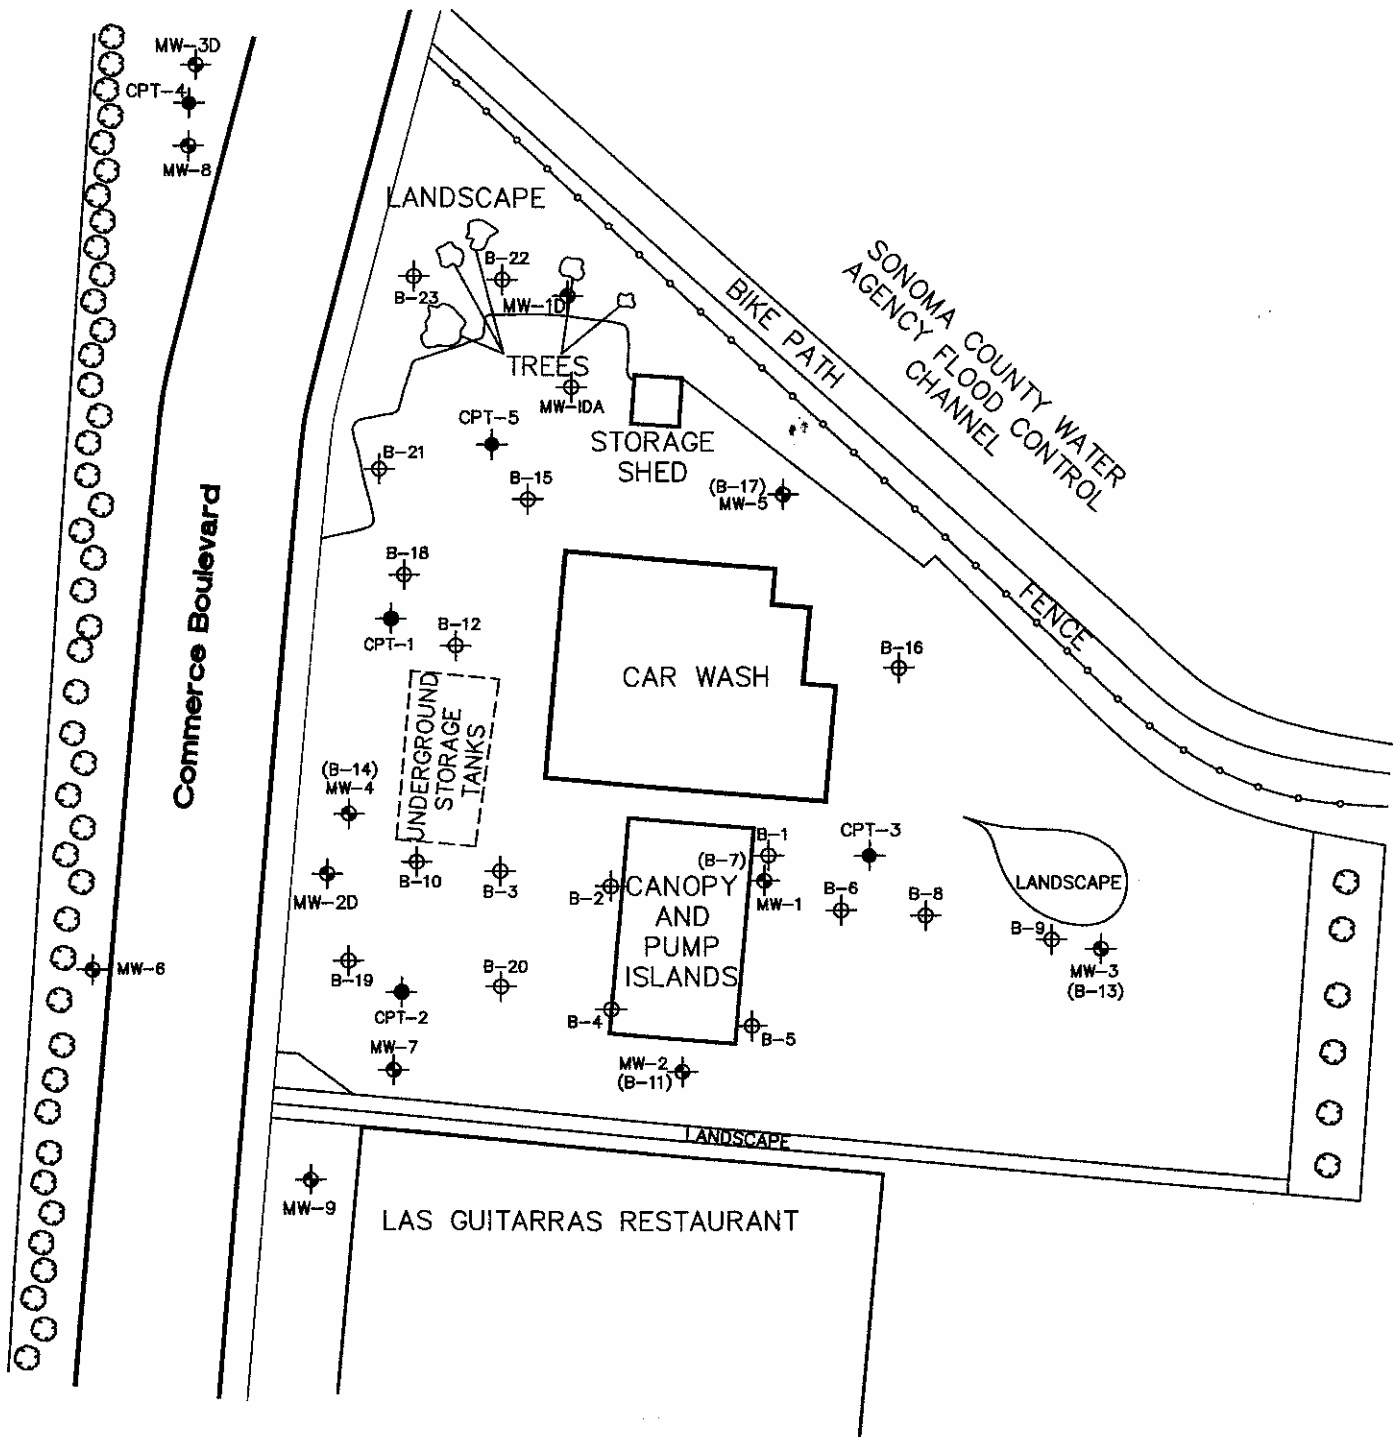 MW-3D
CPT-4
MW-8
LANDSCAPE
B-22
B-23
MW-1D
TREES
MW-1DA
CPT-5
STORAGE
SHED
BIKE PATH
SONOMA COUNTY WATER
AGENCY FLOOD CONTROL
CHANNEL
B-21
B-15
(B-17)
MW-5
Commerce Boulevard
B-18
CPT-1
B-12
FENCE
B-16
CAR WASH
UNDERGROUND
STORAGE
TANKS
(B-14)
MW-4
B-1
CPT-3
(B-7)
MW-1
B-10
B-3
B-2
CANOPY
AND
PUMP
ISLANDS
B-6
B-8
LANDSCAPE
MW-2D
B-9
MW-3
(B-13)
MW-6
B-19
B-20
CPT-2
B-4
B-5
MW-7
MW-2
(B-11)
LANDSCAPE
MW-9
LAS GUITARRAS RESTAURANT